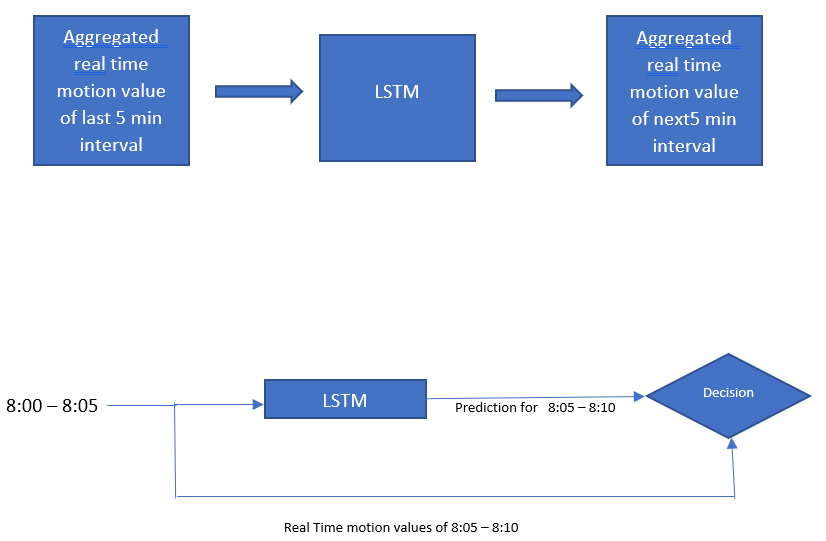 Aggregated
real time
motion value
of last 5 min
interval
LSTM
Aggregated
real time
motion value
of next5 min
interval
8:00 – 8:05
LSTM
Prediction for 8:05 – 8:10
Decision
Real Time motion values of 8:05 – 8:10